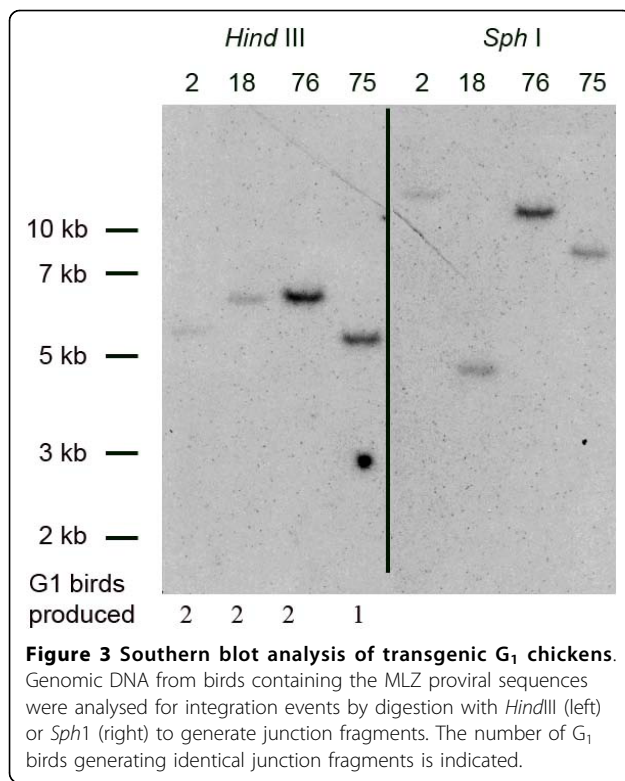 Hind III Sph I
2 18 76 75 2 18 76 75
10 kb
7 kb
5 kb
3 kb
2 kb
G1 birds
produced 2 2 2 1
Figure 3 Southern blot analysis of transgenic G₁ chickens.
Genomic DNA from birds containing the MLZ proviral sequences
were analysed for integration events by digestion with HindIII (left)
or Sph1 (right) to generate junction fragments. The number of G₁
birds generating identical junction fragments is indicated.